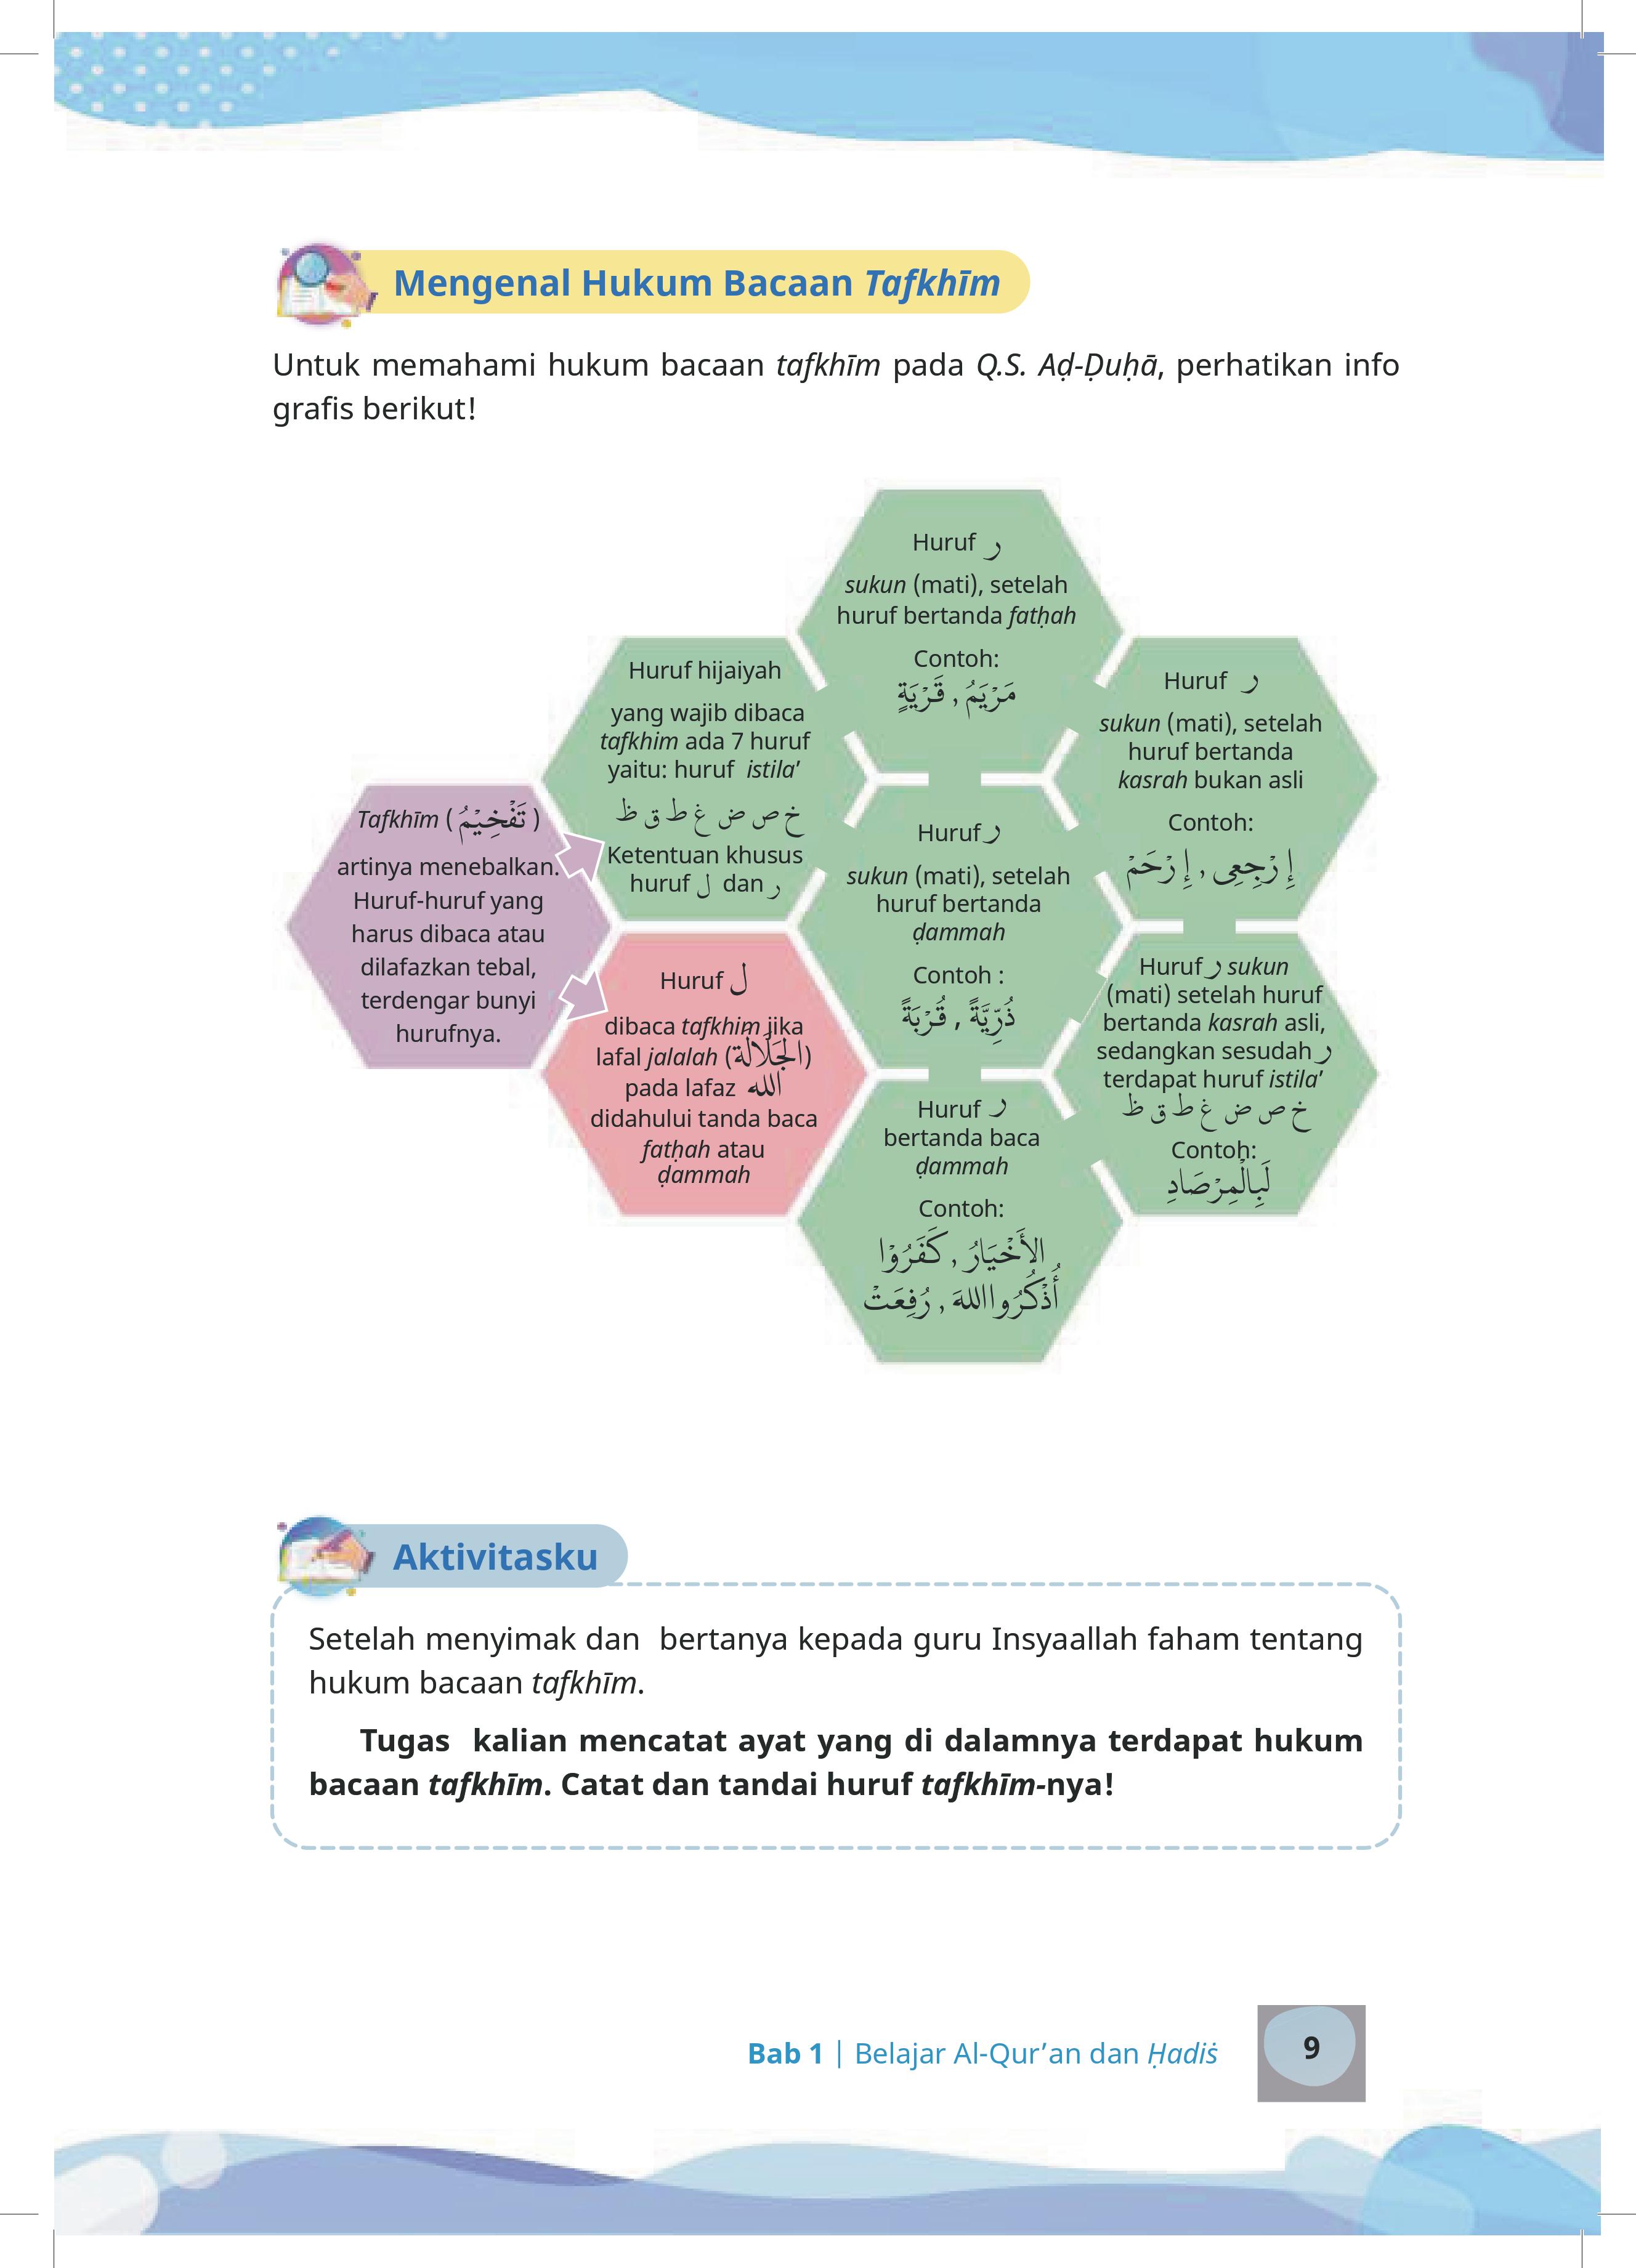 Mengenal Hukum Bacaan Tafkhīm
Untuk memahami hukum bacaan tafkhīm pada Q.S. Aḍ-Ḍuḥā, perhatikan info
grafis berikut!
Tafkhīm ( تَفْخِيْمُ )
artinya menebalkan.
Huruf-huruf yang
harus dibaca atau
dilafazkan tebal,
terdengar bunyi
hurufnya.
Huruf hijaiyah
yang wajib dibaca
tafkhim ada 7 huruf
yaitu: huruf istila’
خ ص ض غ ط ق ظ
Ketentuan khusus
huruf ل dan ر
Huruf ل
dibaca tafkhim jika
lafal jalalah (الْجَلَالَة)
pada lafaz الله
didahului tanda baca
fatḥah atau
ḍammah
Huruf ر
sukun (mati), setelah
huruf bertanda fatḥah
Contoh:
مَرْيَمُ , قَرْيَةٍ
Huruf ر
sukun (mati), setelah
huruf bertanda
ḍammah
Contoh :
ذُرِّيَّةً , قُرْبَةً
Huruf ر
bertanda baca
ḍammah
Contoh:
الأَخْيَارُ , كَفَرُوْا
أُذْكُرُوا اللهَ , رُفِعَتْ
Huruf ر
sukun (mati), setelah
huruf bertanda
kasrah bukan asli
Contoh:
إِرْجِعِى , إِرْحَمْ
Huruf ر sukun
(mati) setelah huruf
bertanda kasrah asli,
sedangkan sesudah ر
terdapat huruf istila’
خ ص ض غ ط ق ظ
Contoh:
لَبِالْمِرْصَادِ
Aktivitasku
Setelah menyimak dan bertanya kepada guru Insyaallah faham tentang
hukum bacaan tafkhīm.
Tugas kalian mencatat ayat yang di dalamnya terdapat hukum
bacaan tafkhīm. Catat dan tandai huruf tafkhīm-nya!
Bab 1 | Belajar Al-Qur’an dan Ḥadiṡ
9